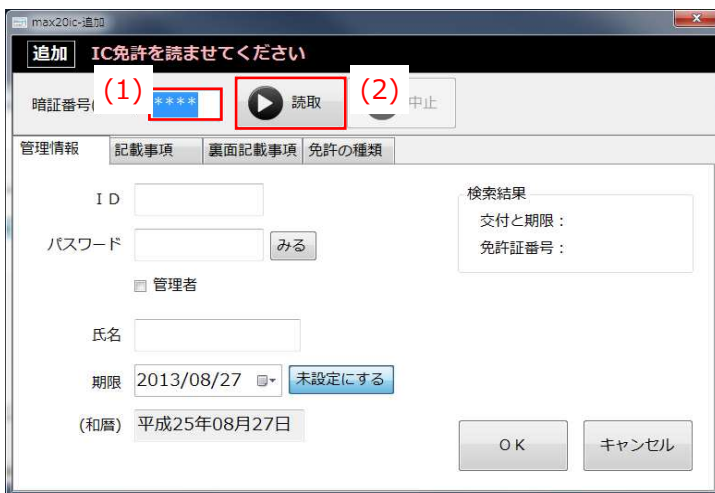 max20ic-追加
追加 IC免許を読ませてください
暗証番号( (1) **** 読取 (2) 中止
管理情報 記載事項 裏面記載事項 免許の種類
ＩＤ
検索結果
交付と期限：
パスワード みる
免許証番号：
管理者
氏名
期限 2013/08/27 未設定にする
(和暦) 平成25年08月27日
ＯＫ キャンセル